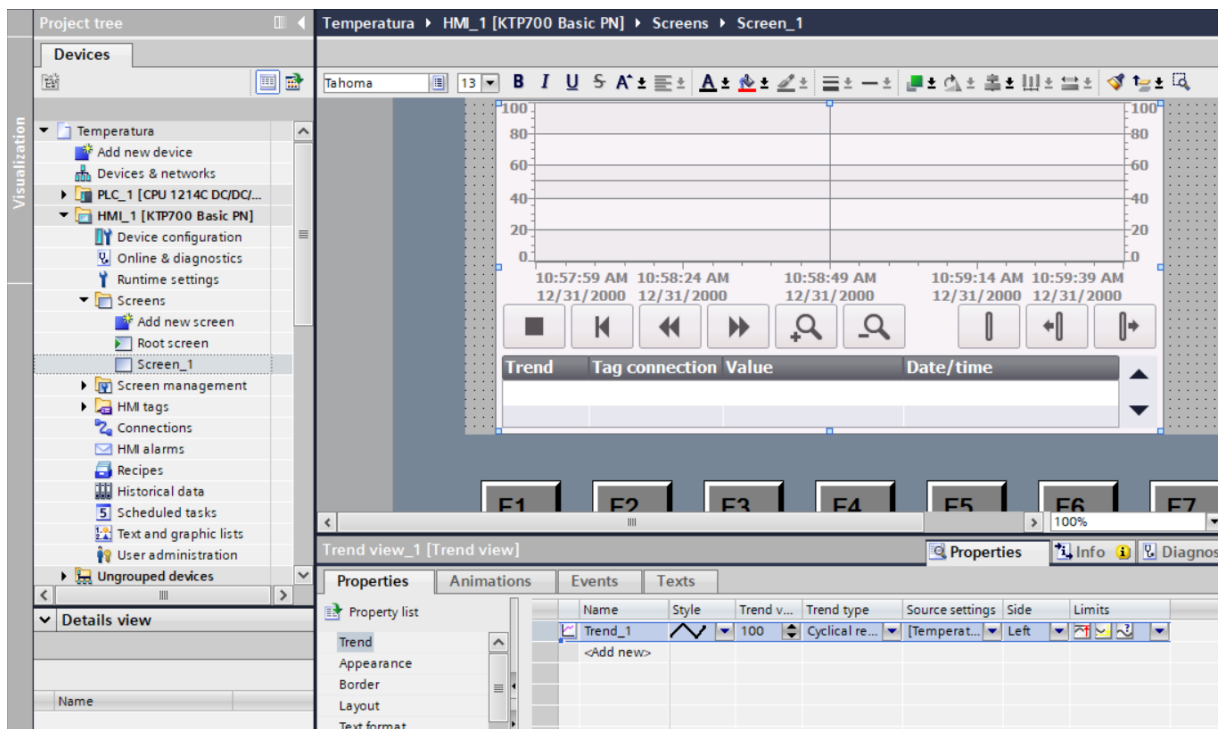 Project tree
Devices
Visualization
Temperatura
Add new device
Devices & networks
PLC_1 [CPU 1214C DC/DC/...
HMI_1 [KTP700 Basic PN]
Device configuration
Online & diagnostics
Runtime settings
Screens
Add new screen
Root screen
Screen_1
Screen management
HMI tags
Connections
HMI alarms
Recipes
Historical data
Scheduled tasks
Text and graphic lists
User administration
Ungrouped devices
Details view
Name
Temperatura HMI_1 [KTP700 Basic PN] Screens Screen_1
Tahoma 13 B I U S A A
100 100
80 80
60 60
40 40
20 20
0 0
10:57:59 AM 10:58:24 AM 10:58:49 AM 10:59:14 AM 10:59:39 AM
12/31/2000 12/31/2000 12/31/2000 12/31/2000 12/31/2000
Trend Tag connection Value Date/time
F1 F2 F3 F4 F5 F6 F7
100%
Trend view_1 [Trend view]
Properties Info Diagnos
Properties Animations Events Texts
Property list
Trend
Appearance
Border
Layout
Text format
Name Style Trend v... Trend type Source settings Side Limits
Trend_1 100 Cyclical re... [Temperat... Left
<Add new>